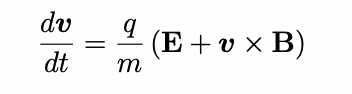 d𝒗/dt = q/m (𝐄 + 𝒗 × 𝐁)